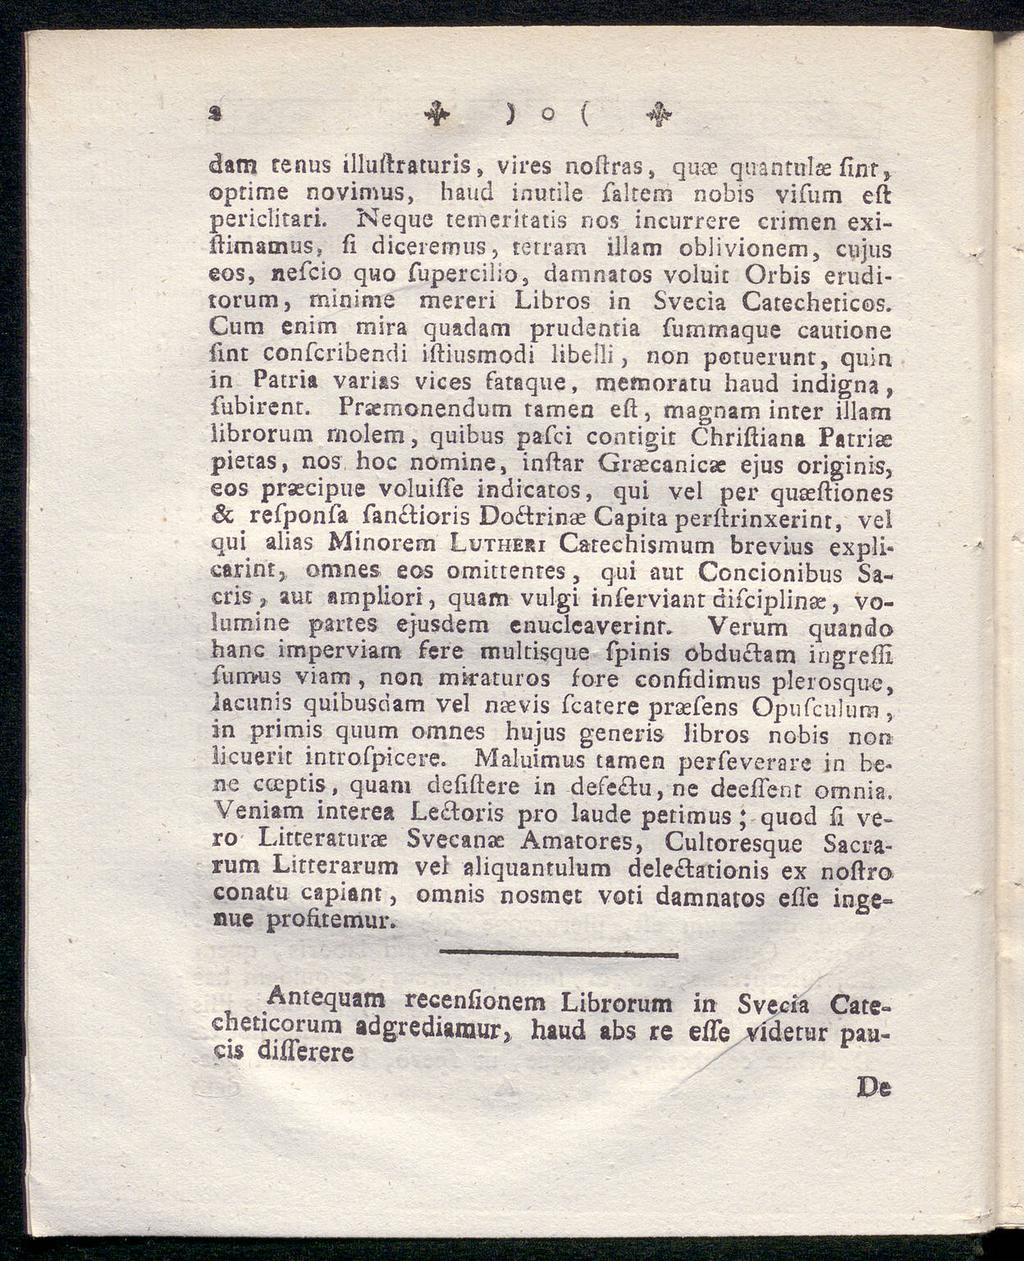 2 ) o (
dam tenus illuſtraturis, vires noſtras, quæ quantulæ ſint,
optime novimus, haud inutile ſaltem nobis viſum eſt
periclitari. Neque temeritatis nos incurrere crimen exi-
ſtimamus, ſi diceremus, tetram illam oblivionem, cujus
eos, neſcio quo ſupercilio, damnatos voluit Orbis erudi-
torum, minime mereri Libros in Svecia Catecheticos.
Cum enim mira quadam prudentia ſummaque cautione
ſint conſcribendi iſtiusmodi libelli, non potuerunt, quin
in Patria varias vices fataque, memoratu haud indigna,
ſubirent. Præmonendum tamen eſt, magnam inter illam
librorum molem, quibus paſci contigit Chriſtiana Patriæ
pietas, nos hoc nomine, inſtar Græcanicæ ejus originis,
eos præcipue voluiſſe indicatos, qui vel per quæſtiones
& reſponſa ſanctioris Doctrinæ Capita perſtrinxerint, vel
qui alias Minorem LUTHERI Catechismum brevius expli-
carint, omnes eos omittentes, qui aut Concionibus Sa-
cris, aut ampliori, quam vulgi inſerviant diſciplinæ, vo-
lumine partes ejusdem enucleaverint. Verum quando
hanc imperviam fere multisque ſpinis obductam ingreſſi
ſumus viam, non miraturos fore confidimus plerosque,
lacunis quibusdam vel nævis ſcatere præſens Opuſculum,
in primis quum omnes hujus generis libros nobis non
licuerit introſpicere. Maluimus tamen perſeverare in be-
ne cœptis, quam deſiſtere in defectu, ne deeſſent omnia.
Veniam interea Lectoris pro laude petimus; quod ſi ve-
ro Litteraturæ Svecanæ Amatores, Cultoresque Sacra-
rum Litterarum vel aliquantulum delectationis ex noſtro
conatu capiant, omnis nosmet voti damnatos eſſe inge-
nue profitemur.
Antequam recenſionem Librorum in Svecia Cate-
cheticorum adgrediamur, haud abs re eſſe videtur pau-
cis diſſerere
De